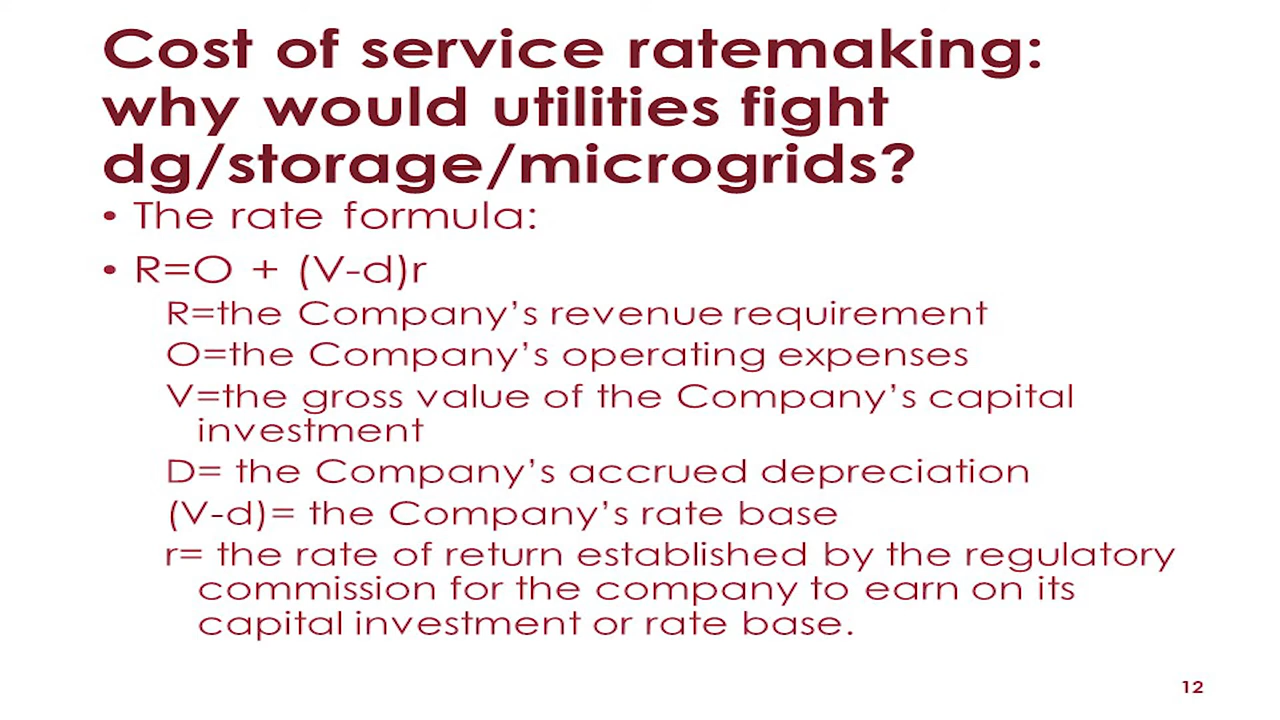 Cost of service ratemaking:
why would utilities fight
dg/storage/microgrids?
• The rate formula:
• R=O + (V-d)r
R=the Company's revenue requirement
O=the Company's operating expenses
V=the gross value of the Company's capital
investment
D= the Company's accrued depreciation
(V-d)= the Company's rate base
r= the rate of return established by the regulatory
commission for the company to earn on its
capital investment or rate base.
12